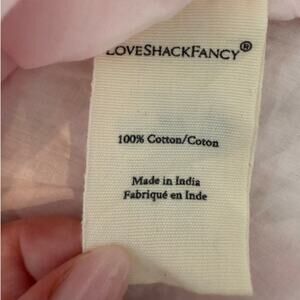 LOVESHACKFANCY®
100% Cotton/Coton
Made in India
Fabriqué en Inde